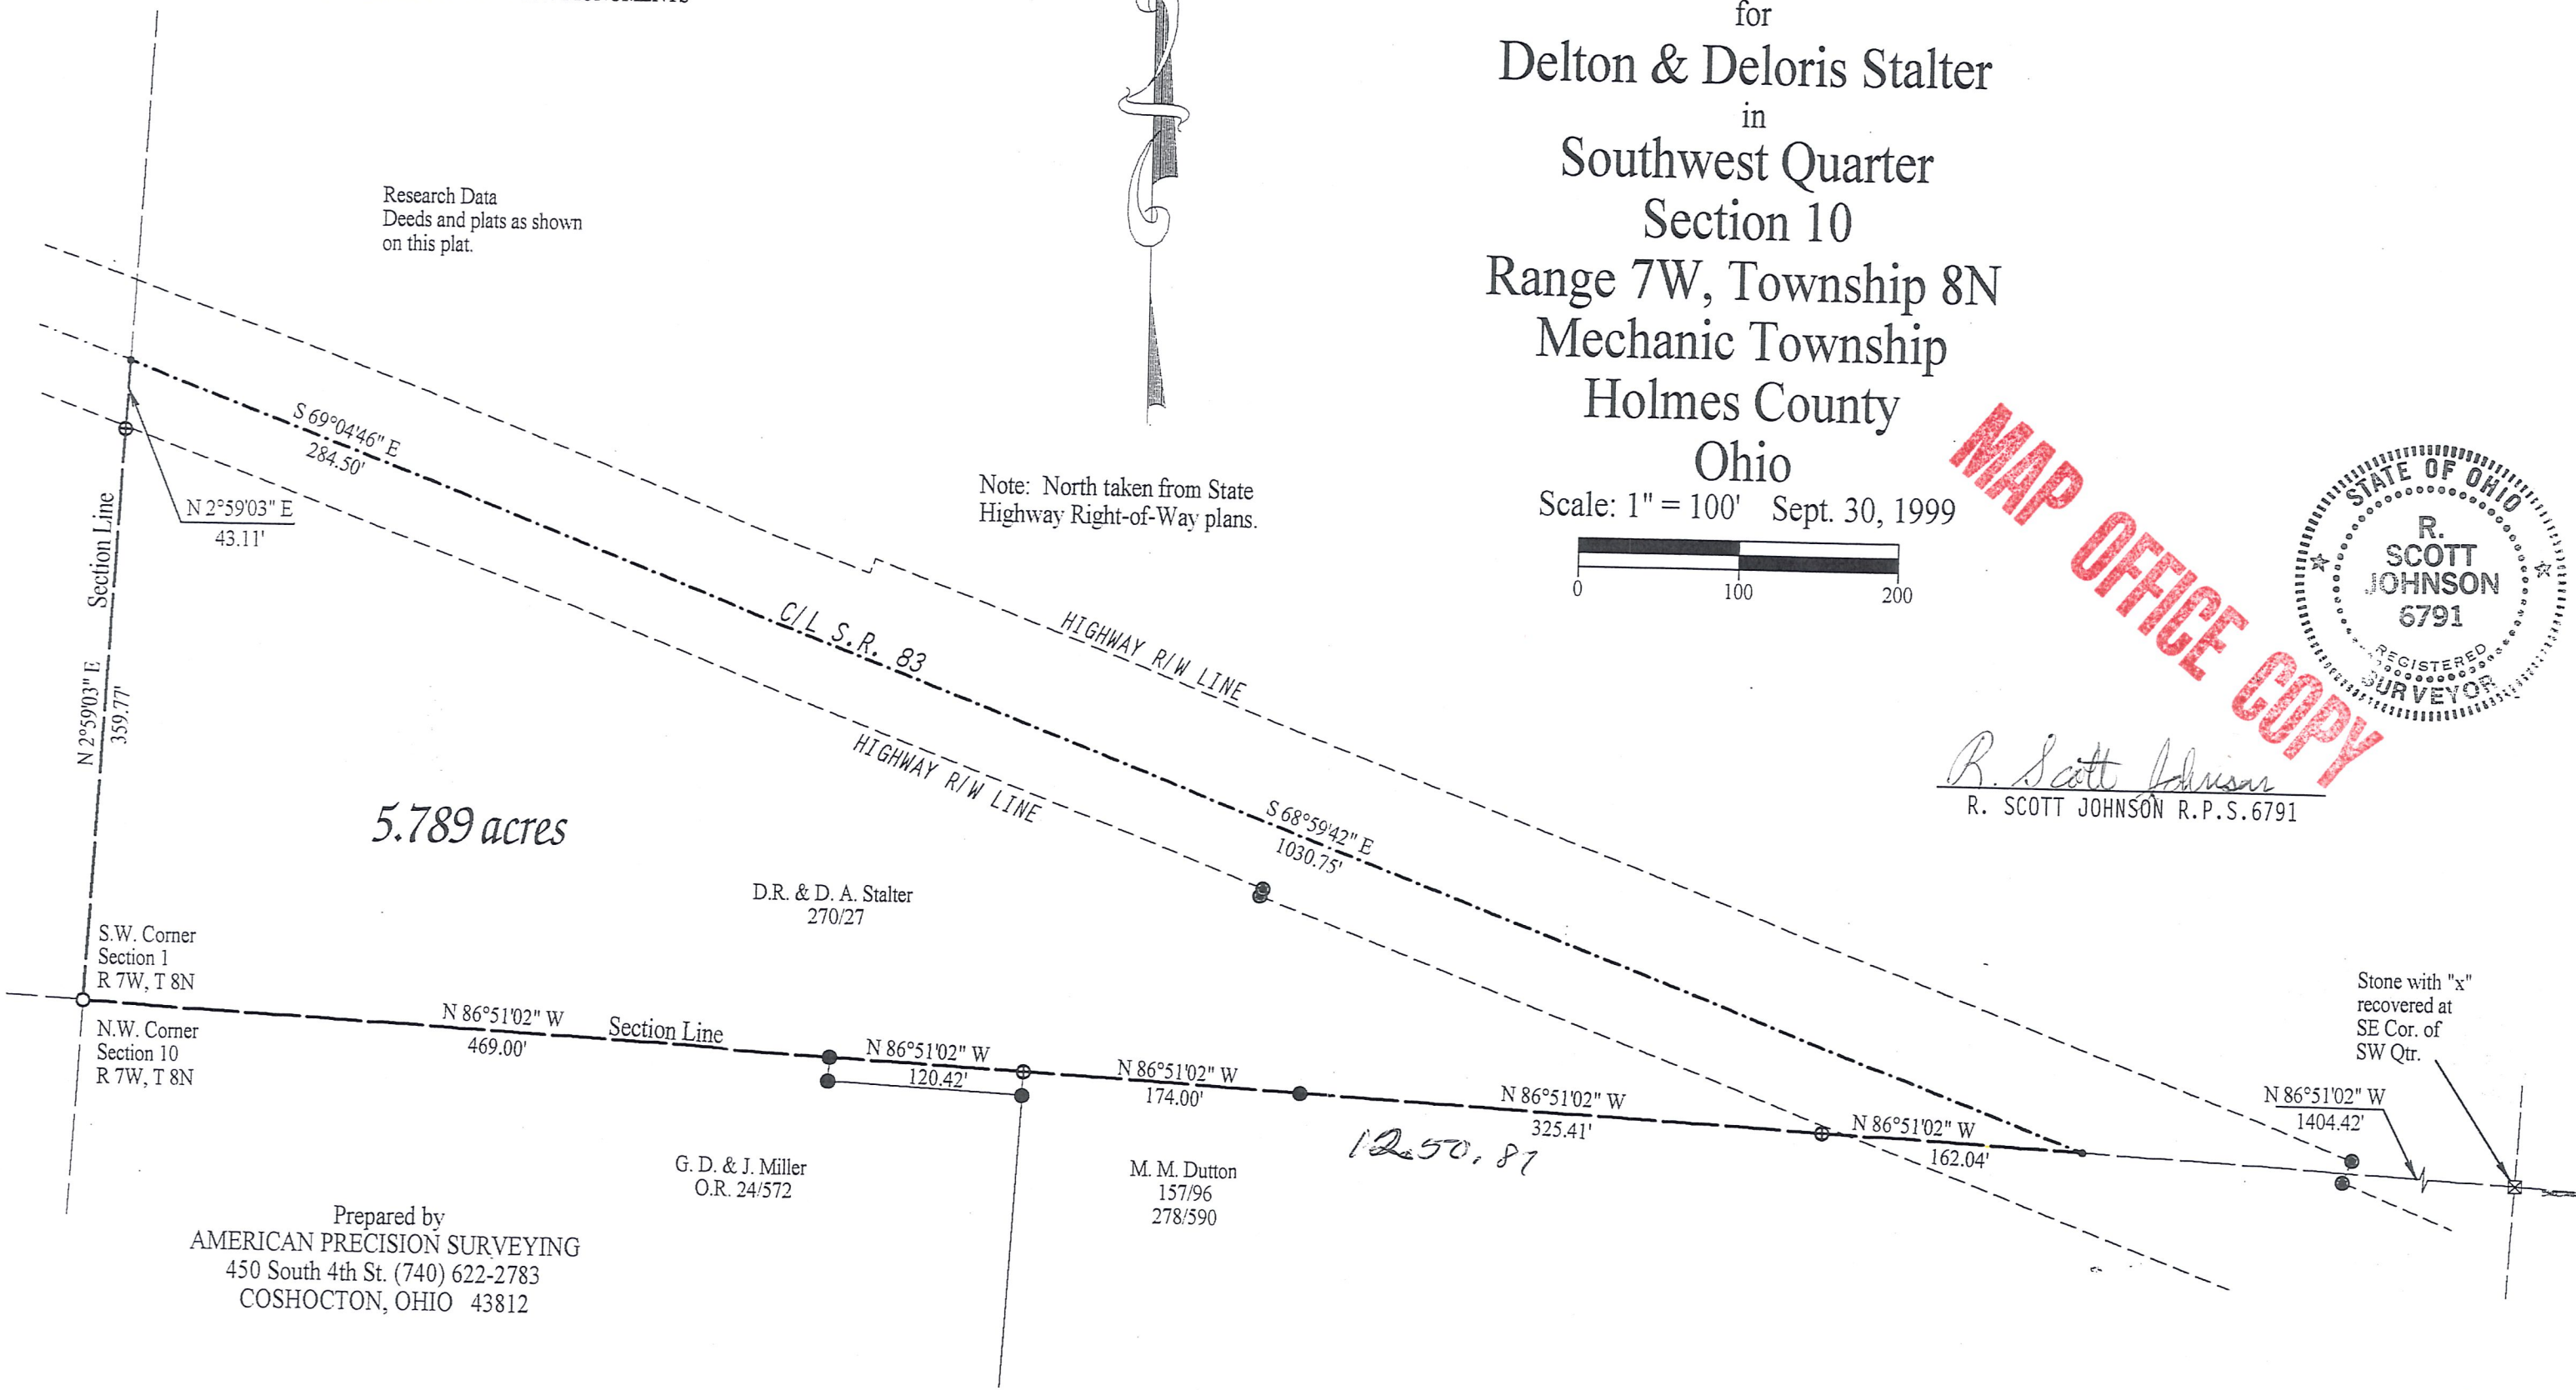 for
Delton & Deloris Stalter
in
Southwest Quarter
Section 10
Range 7W, Township 8N
Mechanic Township
Holmes County
Ohio
Scale: 1" = 100' Sept. 30, 1999
0 100 200
Research Data
Deeds and plats as shown
on this plat.
Note: North taken from State
Highway Right-of-Way plans.
MAP OFFICE COPY
STATE OF OHIO
R.
SCOTT
JOHNSON
6791
REGISTERED
SURVEYOR
R. Scott Johnson
R. SCOTT JOHNSON R.P.S.6791
S 69°04'46" E
284.50'
N 2°59'03" E
43.11'
Section Line
N 2°59'03" E
359.77'
C/L S.R. 83
HIGHWAY R/W LINE
HIGHWAY R/W LINE
S 68°59'42" E
1030.75'
5.789 acres
D.R. & D. A. Stalter
270/27
S.W. Corner
Section 1
R 7W, T 8N
N.W. Corner
Section 10
R 7W, T 8N
N 86°51'02" W
469.00'
Section Line
N 86°51'02" W
120.42'
N 86°51'02" W
174.00'
N 86°51'02" W
325.41'
12.50.87
N 86°51'02" W
162.04'
N 86°51'02" W
1404.42'
Stone with "x"
recovered at
SE Cor. of
SW Qtr.
G. D. & J. Miller
O.R. 24/572
M. M. Dutton
157/96
278/590
Prepared by
AMERICAN PRECISION SURVEYING
450 South 4th St. (740) 622-2783
COSHOCTON, OHIO 43812